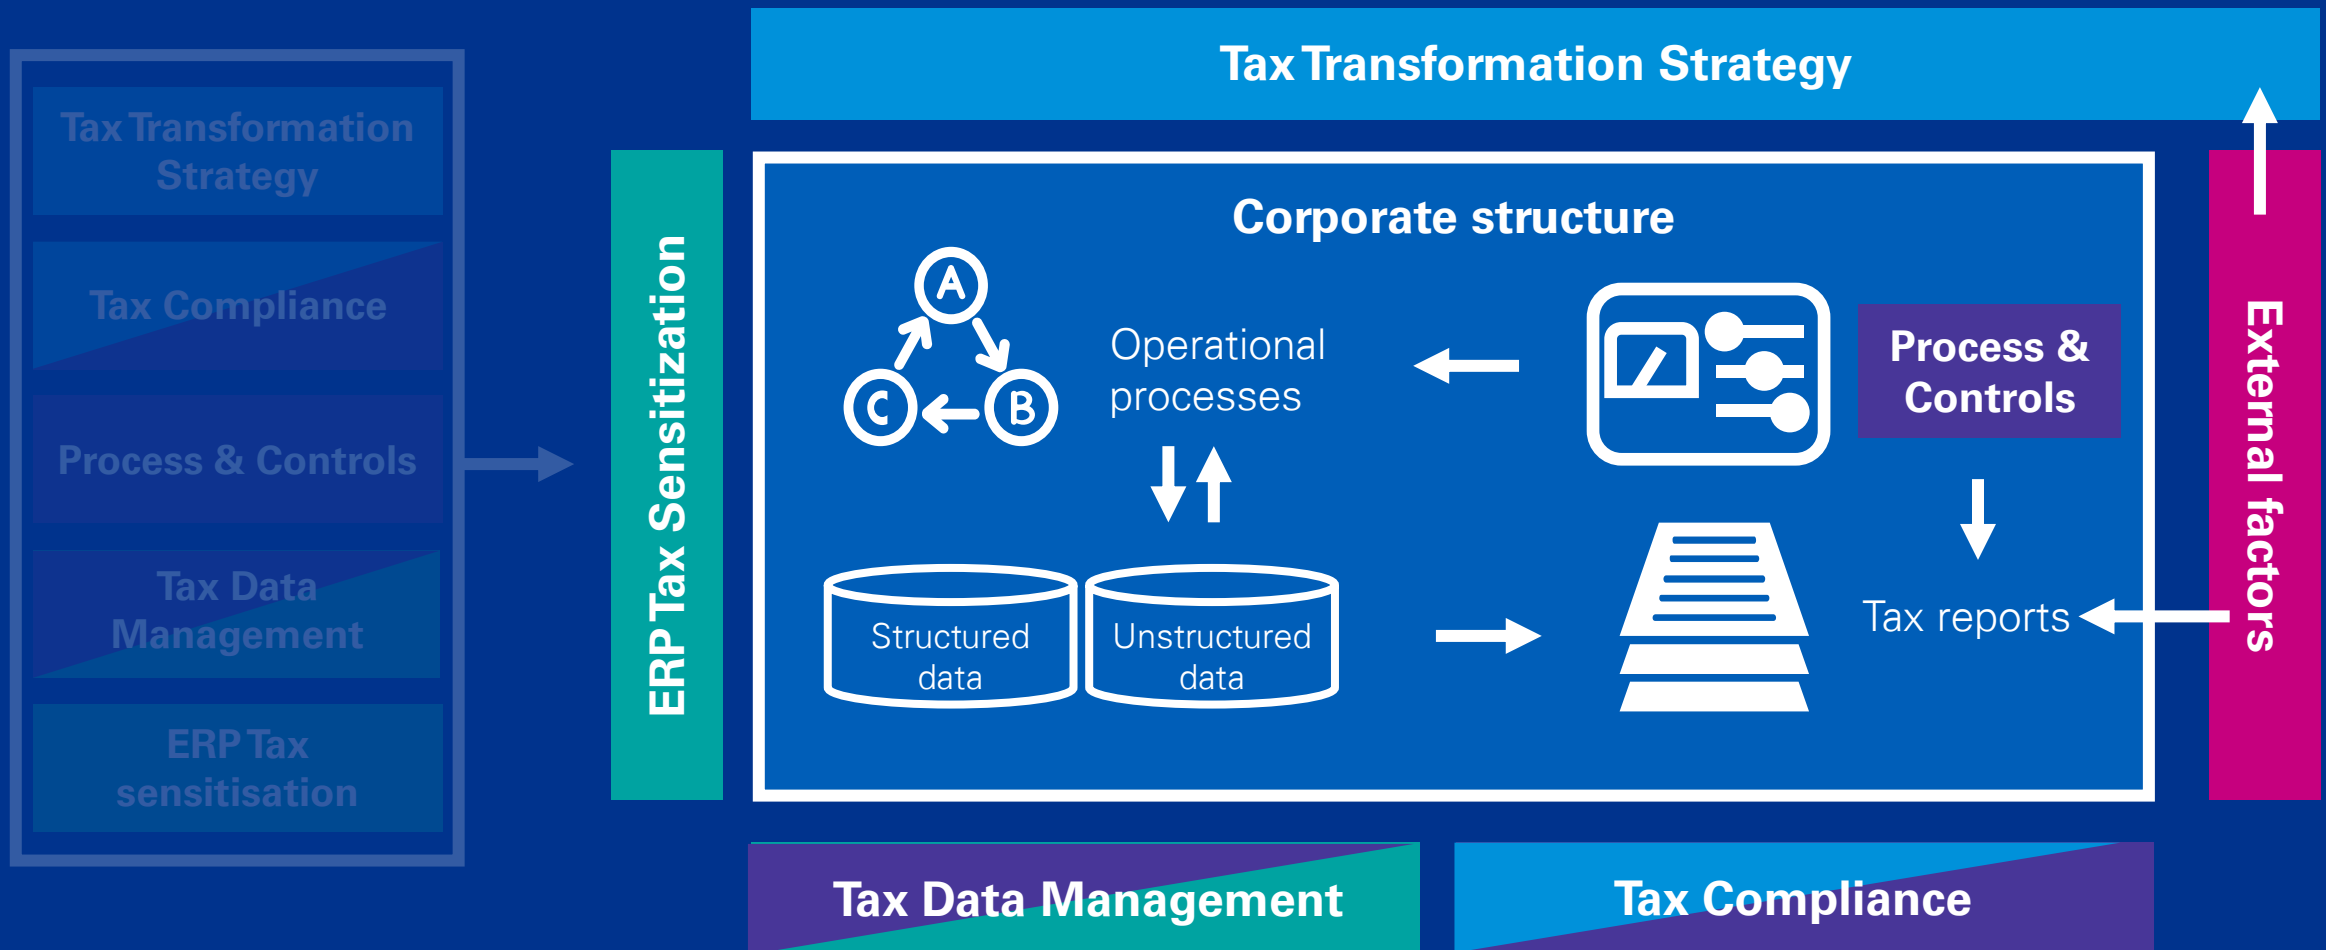 Tax Transformation
Strategy
Tax Compliance
Process & Controls
Tax Data
Management
ERP Tax
sensitisation
Tax Transformation Strategy
ERP Tax Sensitization
Corporate structure
A
B
C
Operational
processes
Process &
Controls
Structured
data
Unstructured
data
Tax reports
External factors
Tax Data Management
Tax Compliance